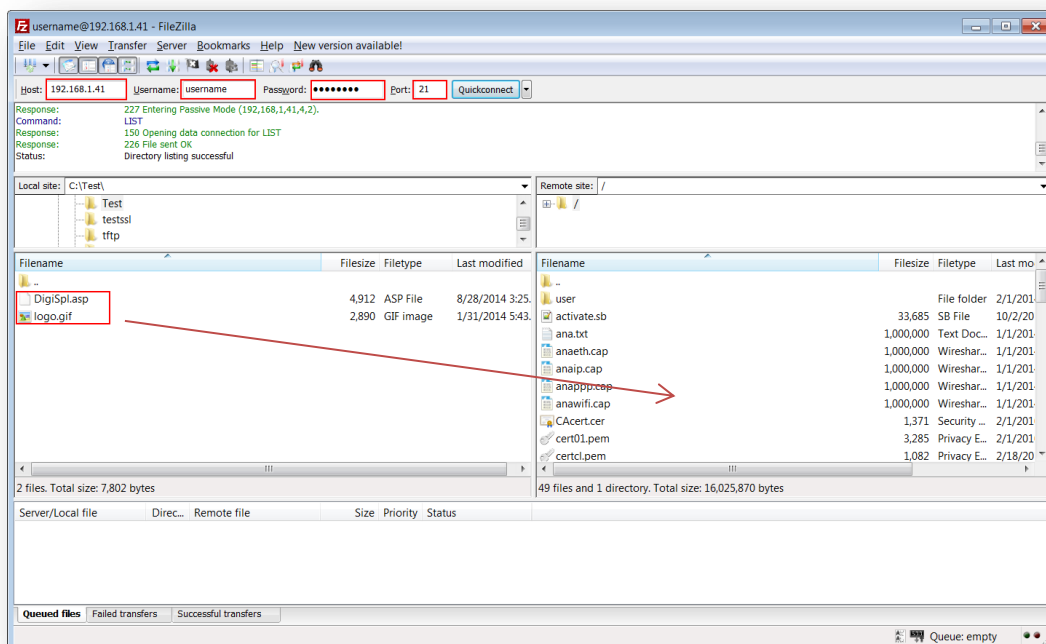 username@192.168.1.41 - FileZilla
File Edit View Transfer Server Bookmarks Help New version available!
Host: 192.168.1.41 Username: username Password: ●●●●●●●● Port: 21 Quickconnect
Response: 227 Entering Passive Mode (192,168,1,41,4,2).
Command: LIST
Response: 150 Opening data connection for LIST
Response: 226 File sent OK
Status: Directory listing successful
Local site: C:\Test\
Test
testssl
tftp
Remote site: /
/
Filename Filesize Filetype Last modified
..
DigiSpl.asp 4,912 ASP File 8/28/2014 3:25.
logo.gif 2,890 GIF image 1/31/2014 5:43.
2 files. Total size: 7,802 bytes
Filename Filesize Filetype Last mo
..
user File folder 2/1/201
activate.sb 33,685 SB File 10/2/20
ana.txt 1,000,000 Text Doc... 1/1/201
anaeth.cap 1,000,000 Wireshar... 1/1/201
anaip.cap 1,000,000 Wireshar... 1/1/201
anappp.cap 1,000,000 Wireshar... 1/1/201
anawifi.cap 1,000,000 Wireshar... 1/1/201
CAcert.cer 1,371 Security ... 2/1/201
cert01.pem 3,285 Privacy E... 2/1/201
certcl.pem 1,082 Privacy E... 2/18/20
49 files and 1 directory. Total size: 16,025,870 bytes
Server/Local file Direc... Remote file Size Priority Status
Queued files Failed transfers Successful transfers
Queue: empty